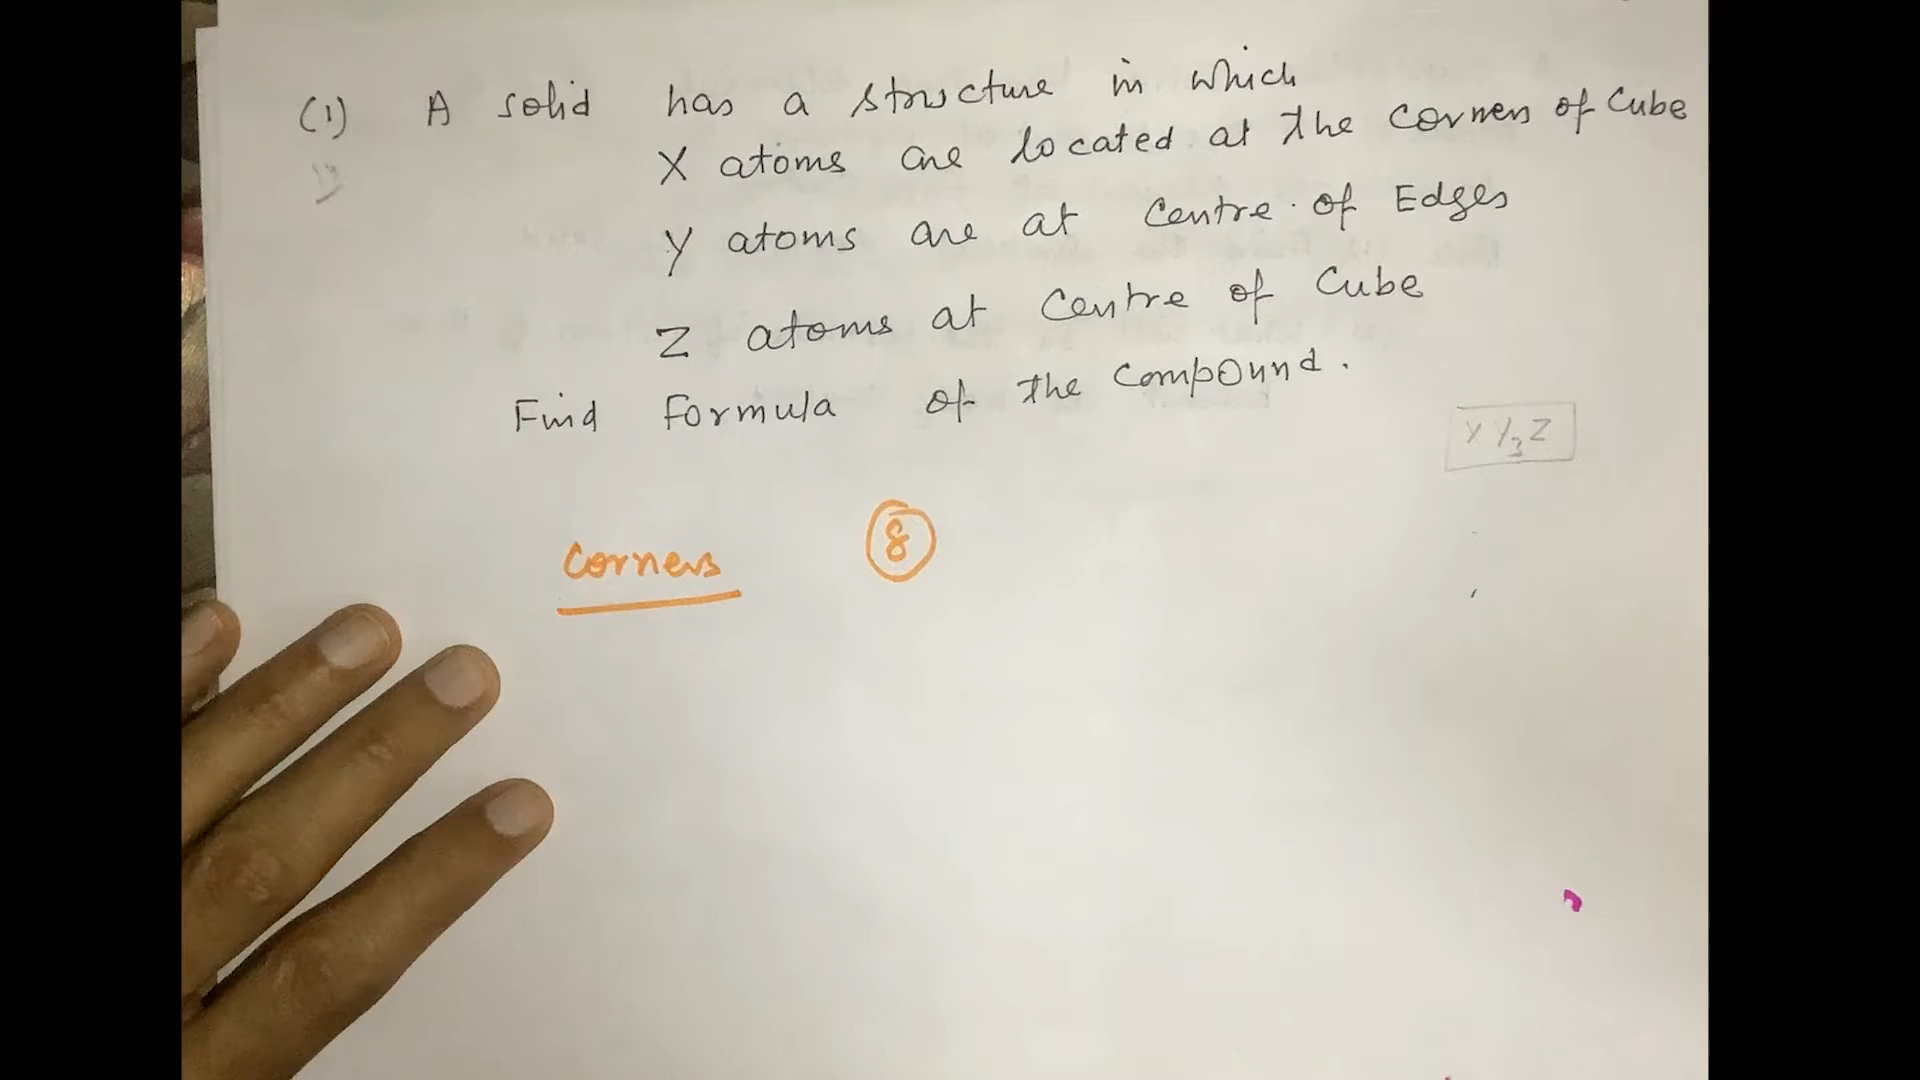 (1) A solid has a structure in which
X atoms are located at the corners of Cube
Y atoms are at Centre of Edges
Z atoms at Centre of Cube
Find Formula of the Compound.
XY3Z
Corners 8